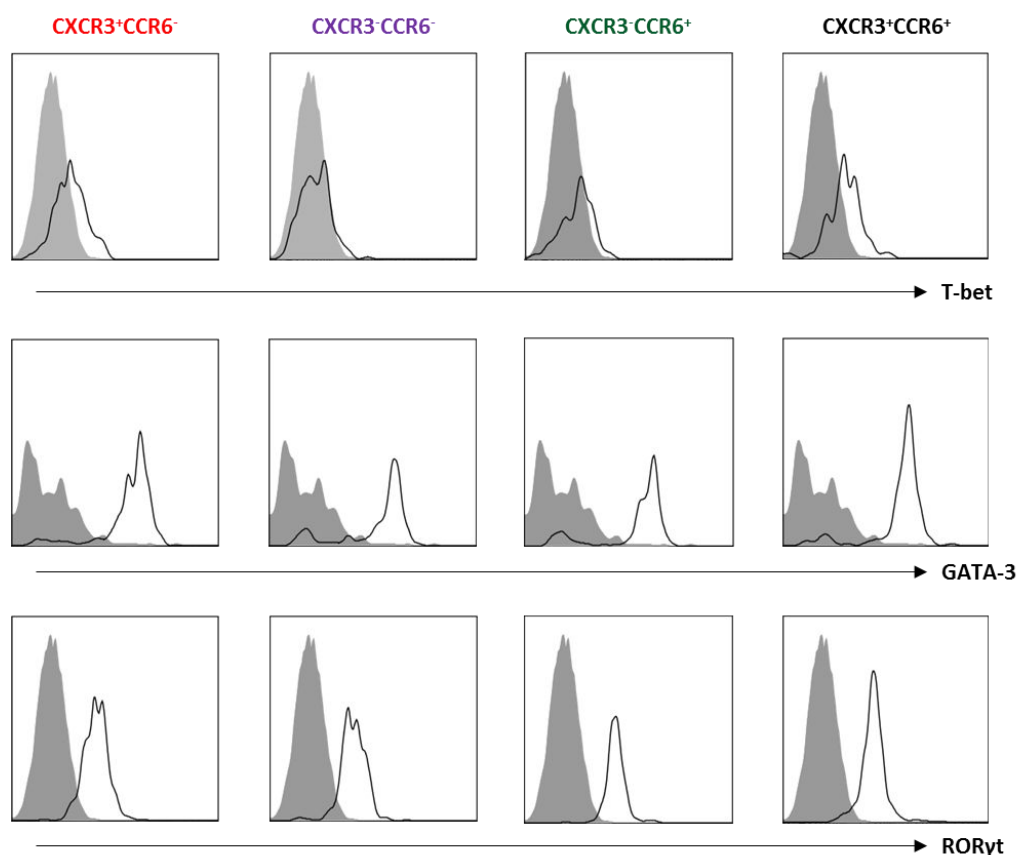 CXCR3⁺CCR6⁻ CXCR3⁻CCR6⁻ CXCR3⁻CCR6⁺ CXCR3⁺CCR6⁺
T-bet
GATA-3
RORγt